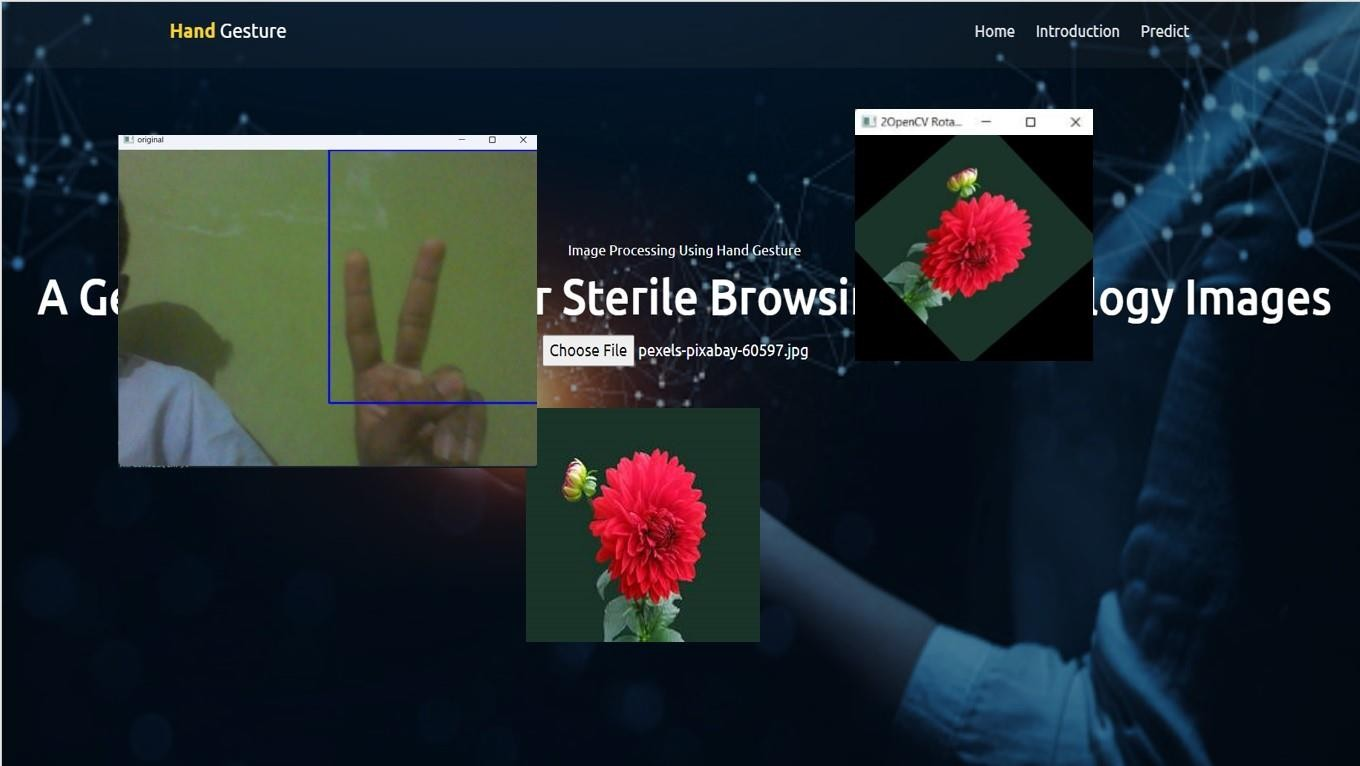 Hand Gesture
Home Introduction Predict
original
2OpenCV Rota...
Image Processing Using Hand Gesture
A Ge r Sterile Browsin logy Images
Choose File pexels-pixabay-60597.jpg